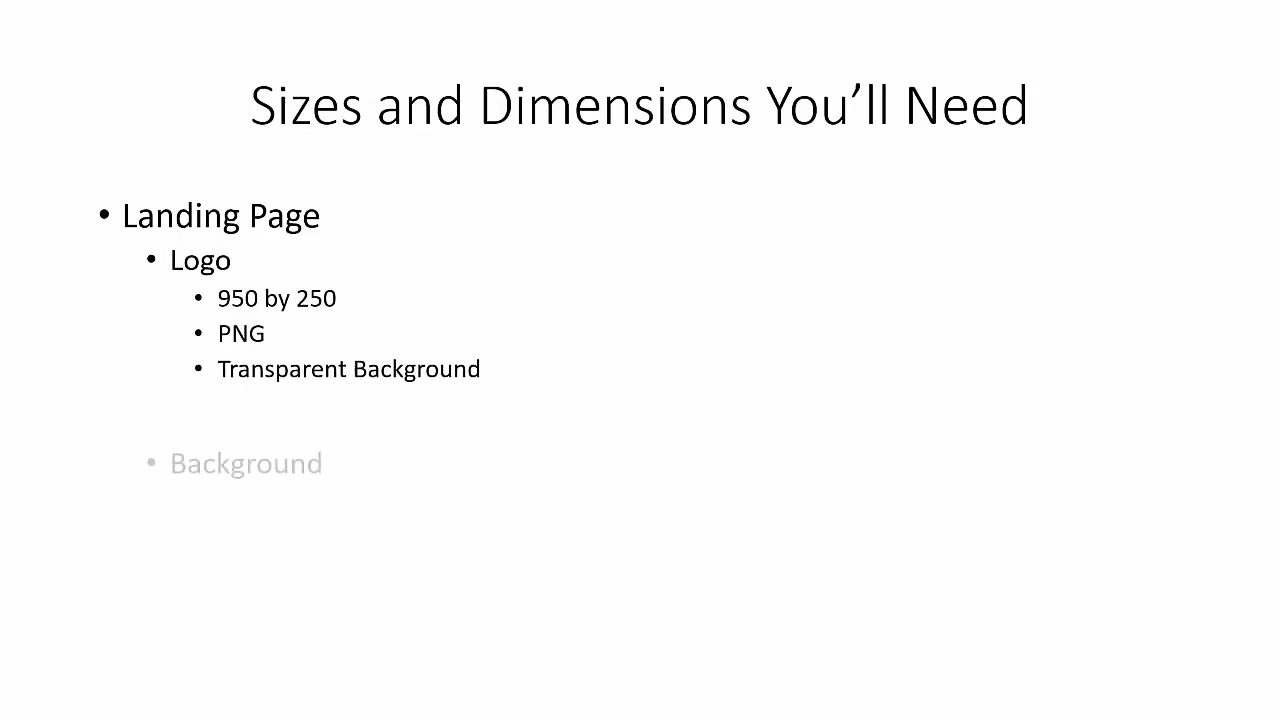 Sizes and Dimensions You’ll Need
• Landing Page
• Logo
• 950 by 250
• PNG
• Transparent Background
• Background